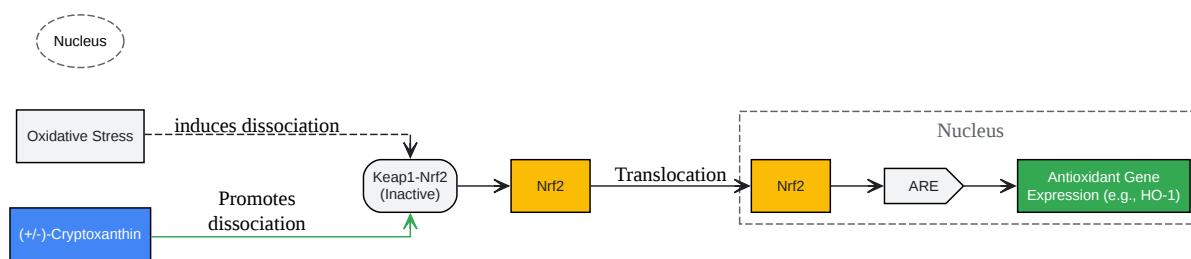 Nucleus
Oxidative Stress
induces dissociation
Nucleus
Keap1-Nrf2
(Inactive)
Nrf2
Translocation
Nrf2
ARE
Antioxidant Gene
Expression (e.g., HO-1)
Promotes
dissociation
(+/-)-Cryptoxanthin